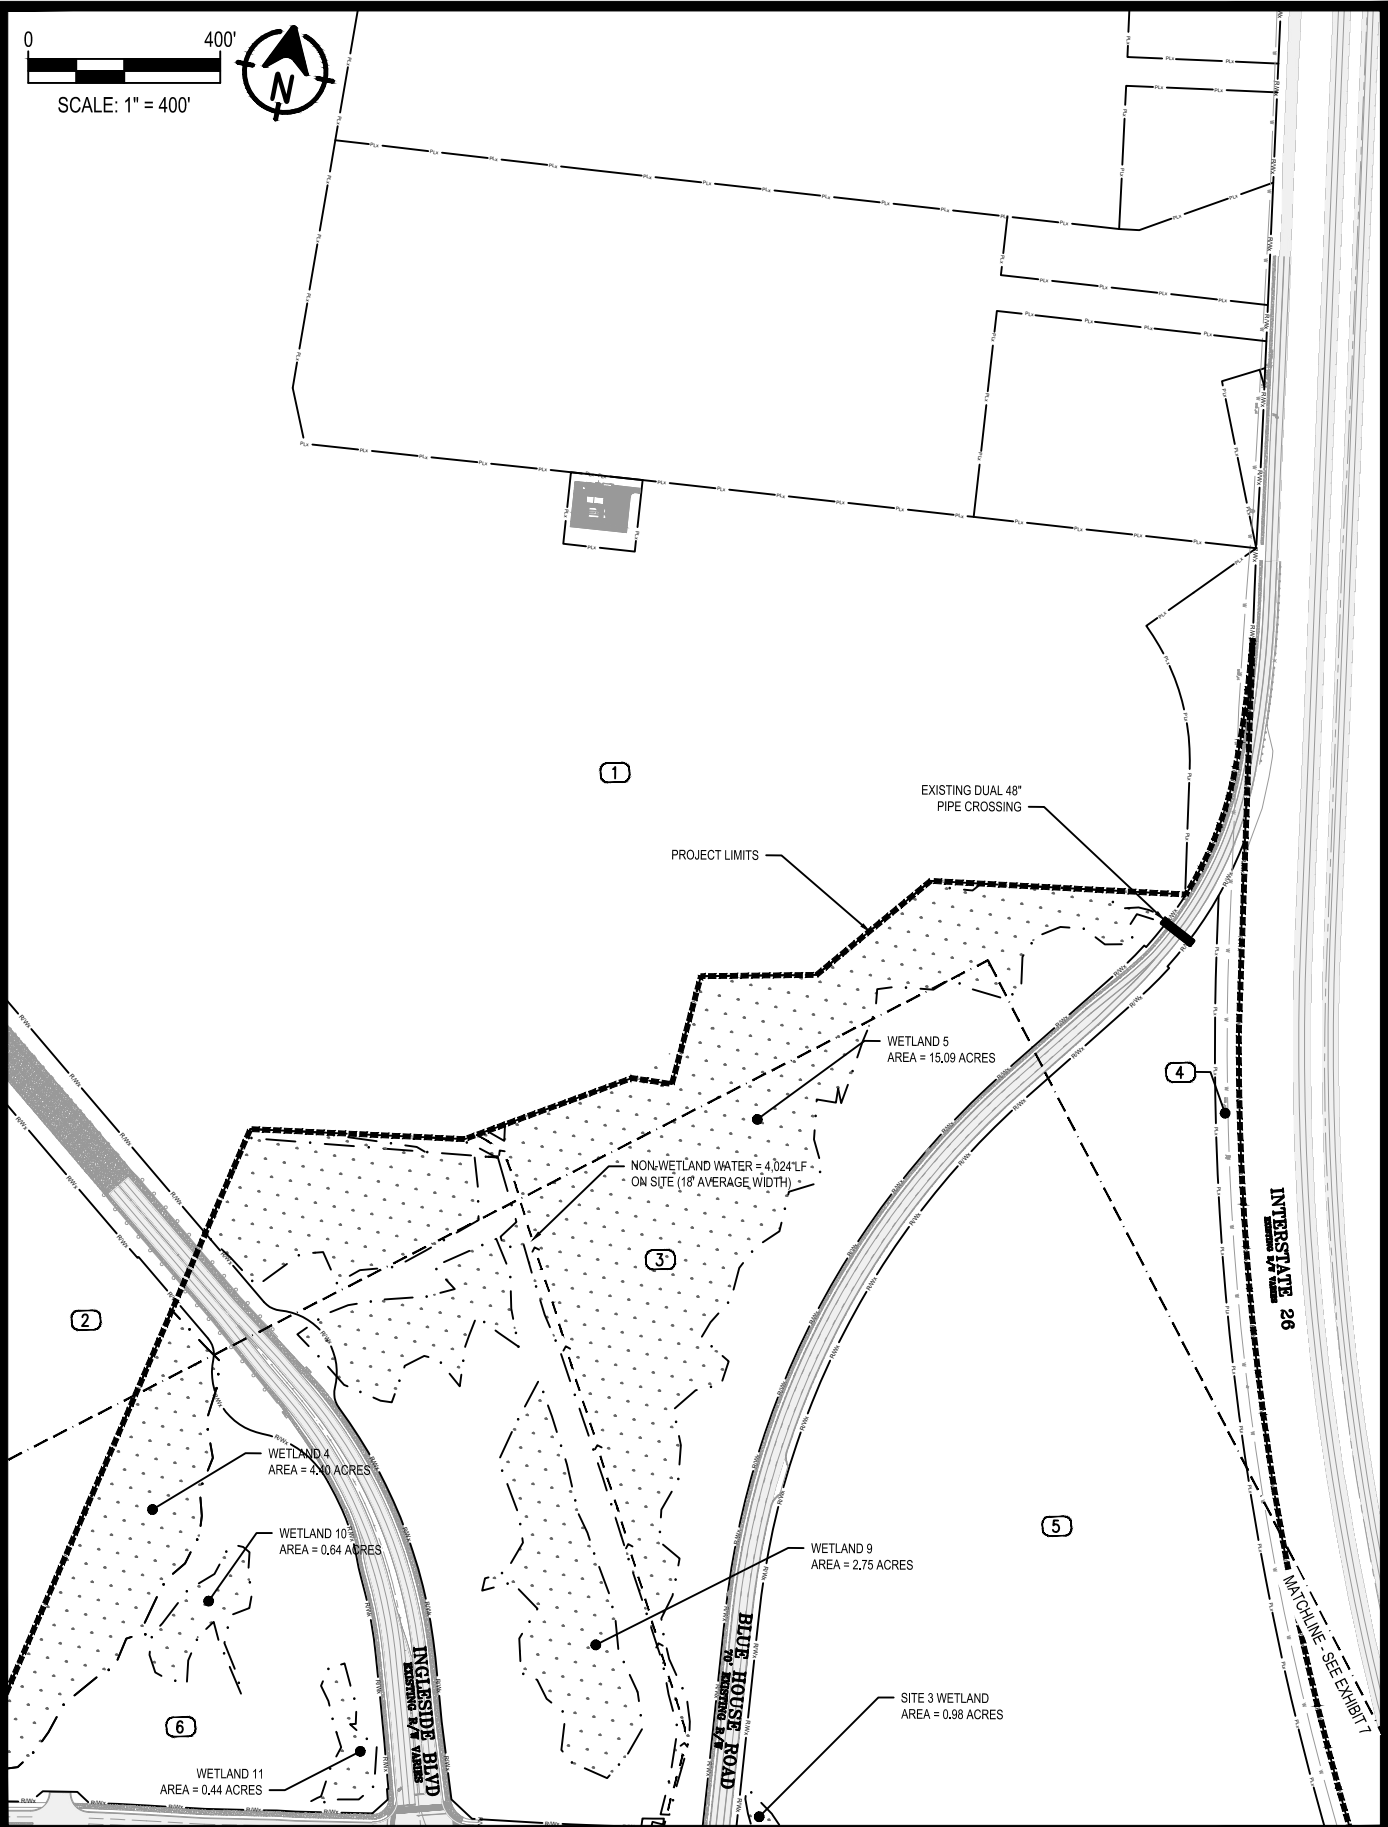 0 400'
N
SCALE: 1" = 400'
1
EXISTING DUAL 48"
PIPE CROSSING
PROJECT LIMITS
WETLAND 5
AREA = 15.09 ACRES
4
NON-WETLAND WATER = 4,024 LF
ON SITE (18' AVERAGE WIDTH)
3
INTERSTATE 26
EXISTING R/W VARIES
2
WETLAND 4
AREA = 4.40 ACRES
WETLAND 10
AREA = 0.64 ACRES
5
WETLAND 9
AREA = 2.75 ACRES
MATCHLINE - SEE EXHIBIT 7
INGLESIDE BLVD
EXISTING R/W VARIES
BLUE HOUSE ROAD
70' EXISTING R/W
SITE 3 WETLAND
AREA = 0.98 ACRES
6
WETLAND 11
AREA = 0.44 ACRES